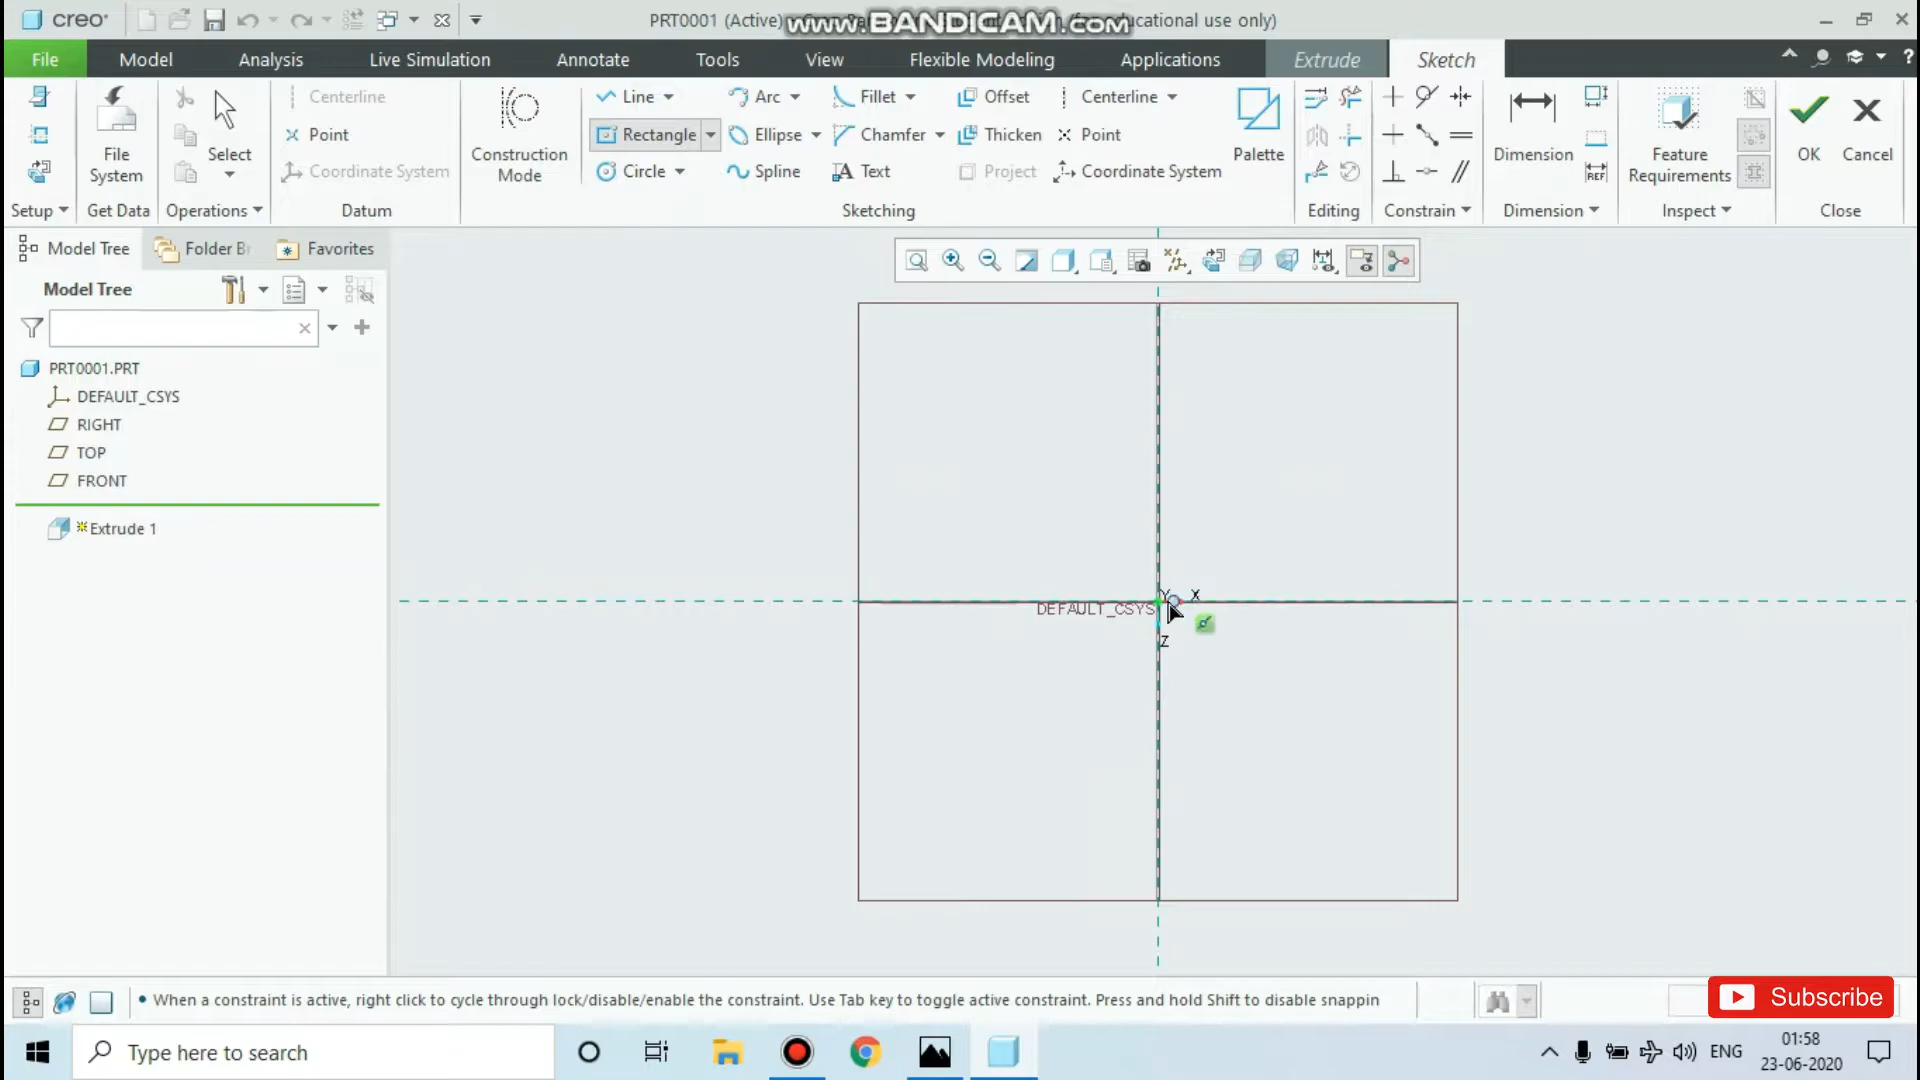 creo
PRT0001 (Active)
www.BANDICAM.com
(for educational use only)
File
Model
Analysis
Live Simulation
Annotate
Tools
View
Flexible Modeling
Applications
Extrude
Sketch
?
File
System
Select
Centerline
Point
Coordinate System
Construction
Mode
Line
Rectangle
Circle
Arc
Ellipse
Spline
Fillet
Chamfer
Text
Offset
Thicken
Project
Centerline
Point
Coordinate System
Palette
Dimension
REF
Feature
Requirements
OK
Cancel
Setup
Get Data
Operations
Datum
Sketching
Editing
Constrain
Dimension
Inspect
Close
Model Tree
Folder Br
Favorites
Model Tree
PRT0001.PRT
DEFAULT_CSYS
RIGHT
TOP
FRONT
Extrude 1
Y
X
DEFAULT_CSYS
Z
• When a constraint is active, right click to cycle through lock/disable/enable the constraint. Use Tab key to toggle active constraint. Press and hold Shift to disable snappin
Subscribe
Type here to search
ENG
01:58
23-06-2020